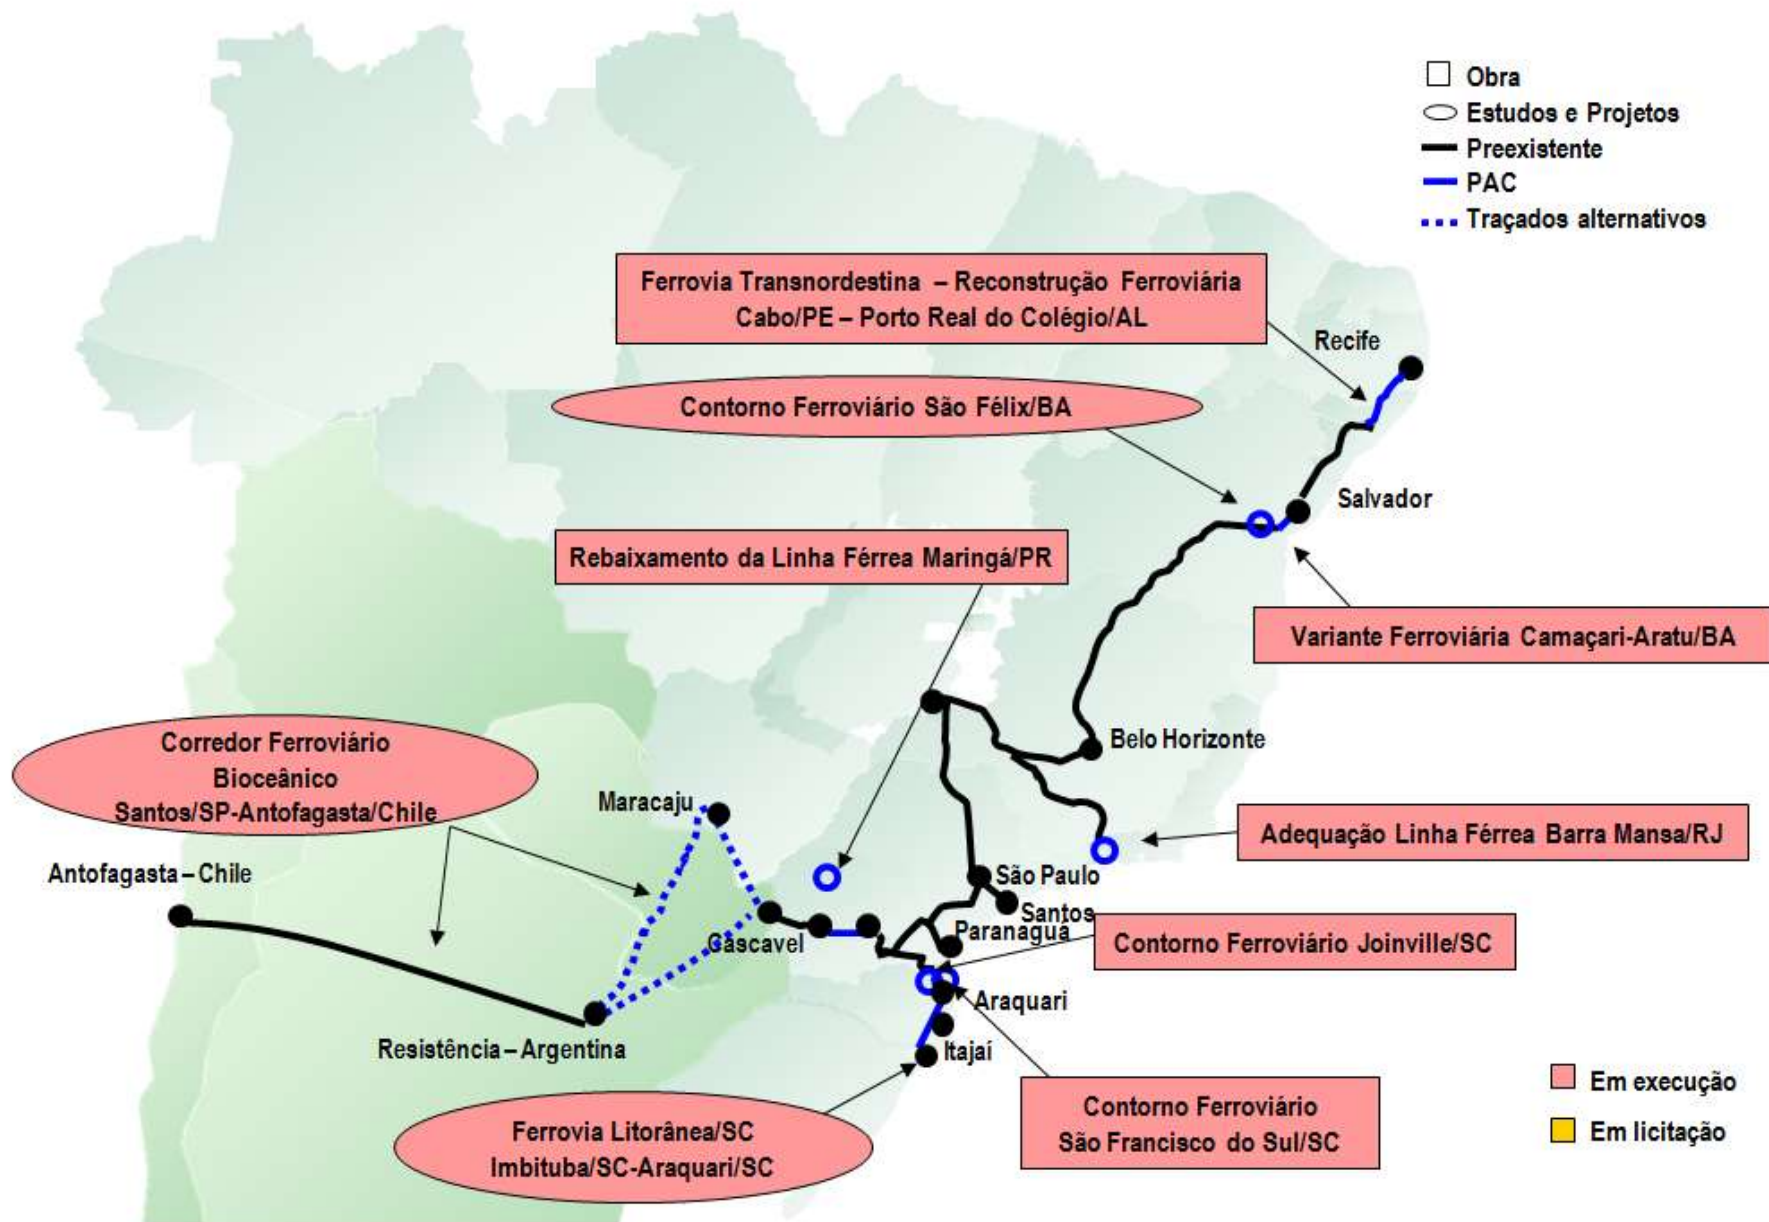 Obra
Estudos e Projetos
Preexistente
PAC
Traçados alternativos
Ferrovia Transnordestina – Reconstrução Ferroviária
Cabo/PE – Porto Real do Colégio/AL
Recife
Contorno Ferroviário São Félix/BA
Salvador
Rebaixamento da Linha Férrea Maringá/PR
Variante Ferroviária Camaçari-Aratu/BA
Belo Horizonte
Corredor Ferroviário
Bioceânico
Santos/SP-Antofagasta/Chile
Maracaju
Adequação Linha Férrea Barra Mansa/RJ
Antofagasta – Chile
São Paulo
Santos
Paranaguá
Cascavel
Contorno Ferroviário Joinville/SC
Araquari
Resistência – Argentina
Itajaí
Ferrovia Litorânea/SC
Imbituba/SC-Araquari/SC
Contorno Ferroviário
São Francisco do Sul/SC
Em execução
Em licitação